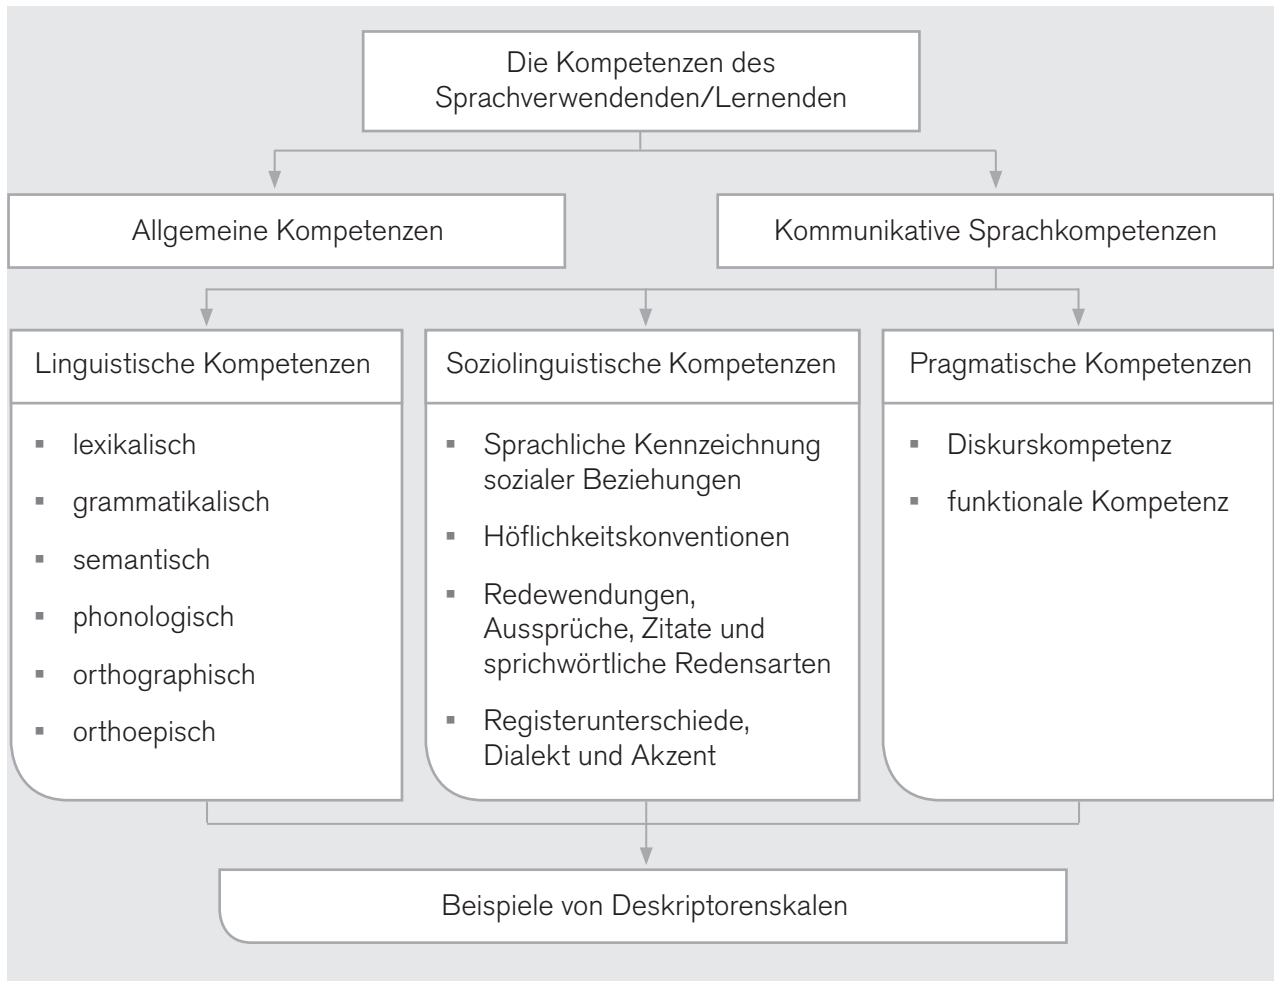 Die Kompetenzen des
Sprachverwendenden/Lernenden
Allgemeine Kompetenzen
Kommunikative Sprachkompetenzen
Linguistische Kompetenzen
▪ lexikalisch
▪ grammatikalisch
▪ semantisch
▪ phonologisch
▪ orthographisch
▪ orthoepisch
Soziolinguistische Kompetenzen
▪ Sprachliche Kennzeichnung
sozialer Beziehungen
▪ Höflichkeitskonventionen
▪ Redewendungen,
Aussprüche, Zitate und
sprichwörtliche Redensarten
▪ Registerunterschiede,
Dialekt und Akzent
Pragmatische Kompetenzen
▪ Diskurskompetenz
▪ funktionale Kompetenz
Beispiele von Deskriptorenskalen